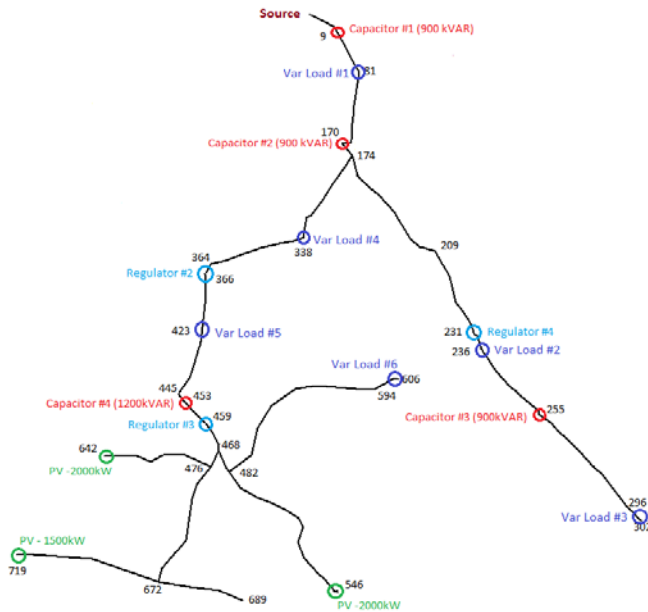 Source
9 Capacitor #1 (900 kVAR)
Var Load #1 81
170
Capacitor #2 (900 kVAR)
174
Var Load #4
338
209
364
Regulator #2 366
231 Regulator #4
236 Var Load #2
423 Var Load #5
Var Load #6
606
594
445
453
Capacitor #4 (1200kVAR)
Regulator #3 459
Capacitor #3 (900kVAR) 255
468
642
476
482
PV -2000kW
296
Var Load #3 302
PV - 1500kW
719
672
689
546
PV -2000kW